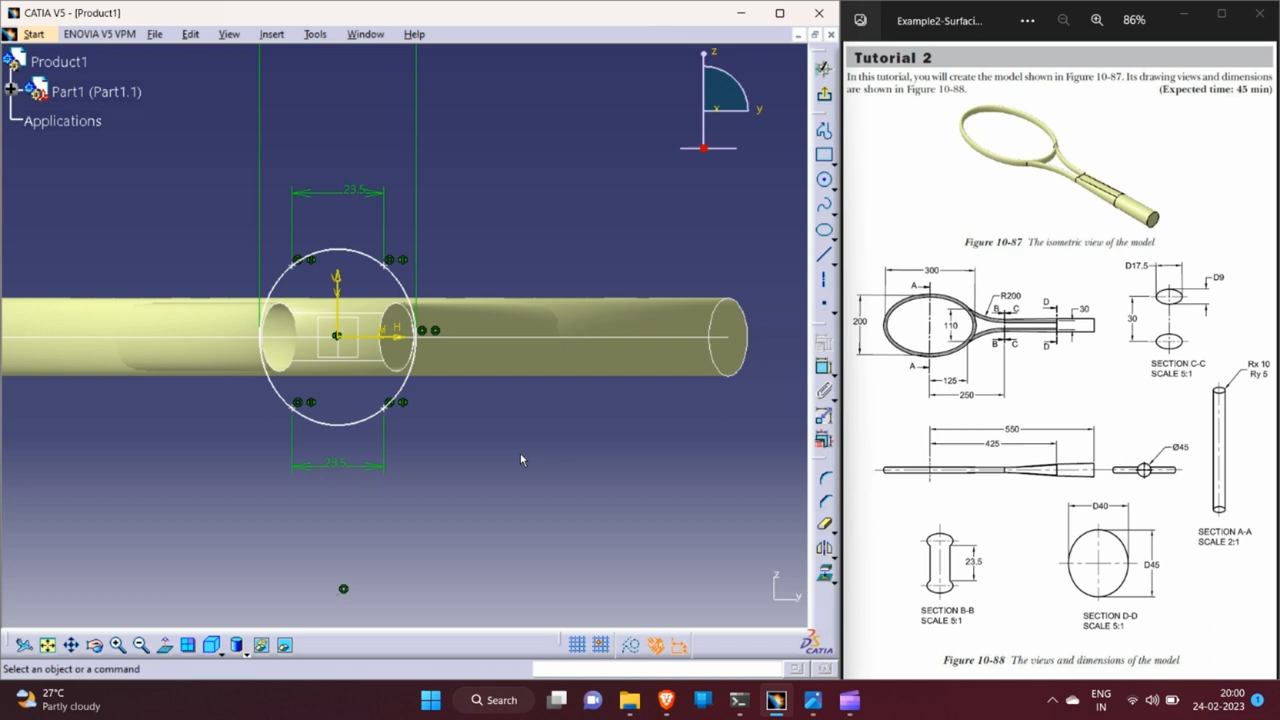 CATIA V5 - [Product1]
Start ENOVIA V5 VPM File Edit View Insert Tools Window Help
Product1
Part1 (Part1.1)
Applications
z
y
x
23.5
V
H
23.5
z
y
CATIA
Select an object or a command
Example2-Surfaci...
86%
Tutorial 2
In this tutorial, you will create the model shown in Figure 10-87. Its drawing views and dimensions
are shown in Figure 10-88. (Expected time: 45 min)
Figure 10-87 The isometric view of the model
300
A
R200
B C
D
30
200
110
B C
D
A
125
250
D17.5
D9
30
SECTION C-C
SCALE 5:1
Rx 10
Ry 5
550
425
Ø45
SECTION A-A
SCALE 2:1
23.5
SECTION B-B
SCALE 5:1
D40
D45
SECTION D-D
SCALE 5:1
Figure 10-88 The views and dimensions of the model
27°C
Partly cloudy
Search
ENG
IN
20:00
24-02-2023
1